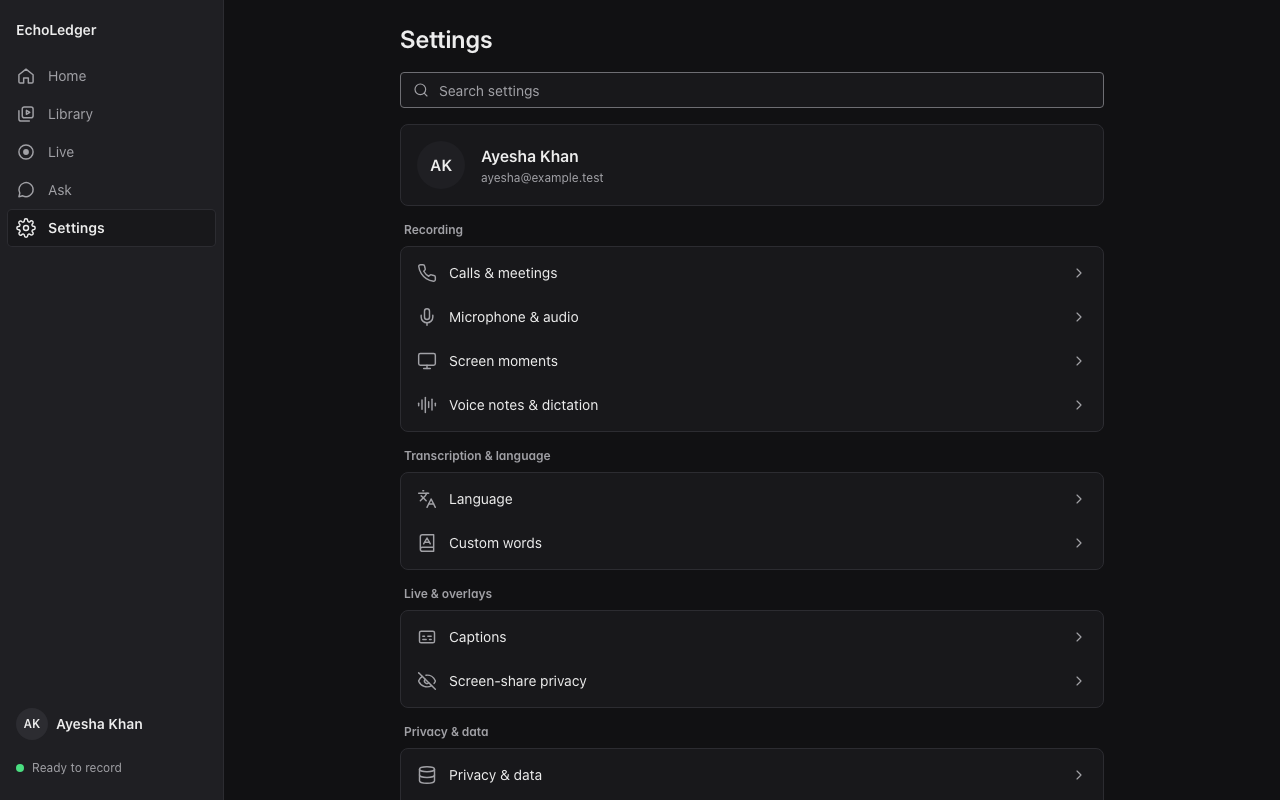 EchoLedger
Home
Library
Live
Ask
Settings
AK Ayesha Khan
Ready to record
Settings
Search settings
AK
Ayesha Khan
ayesha@example.test
Recording
Calls & meetings
Microphone & audio
Screen moments
Voice notes & dictation
Transcription & language
Language
Custom words
Live & overlays
Captions
Screen-share privacy
Privacy & data
Privacy & data